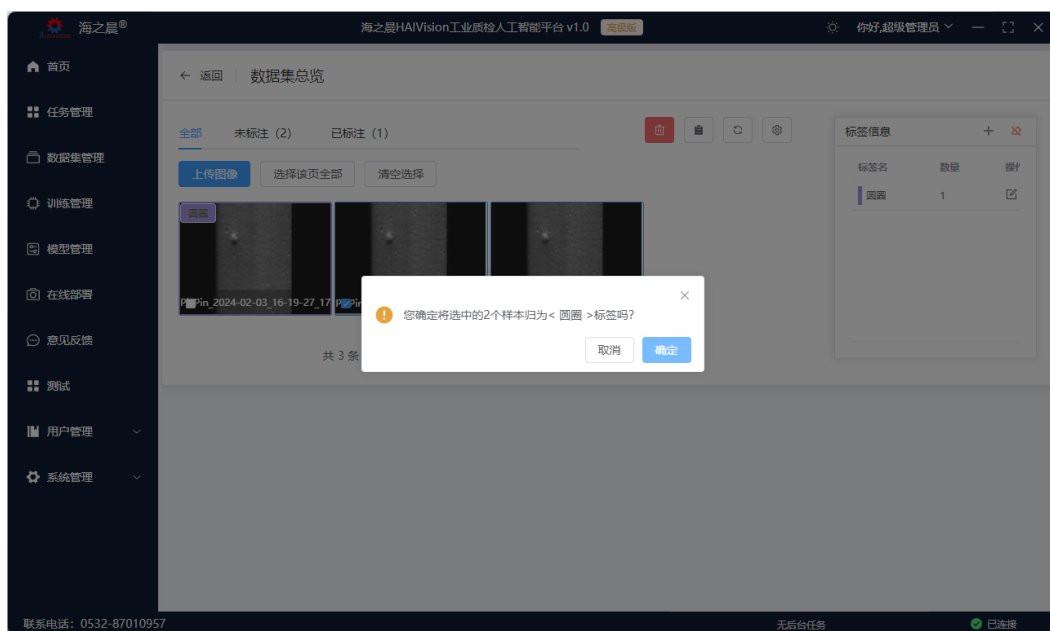 海之晨®
海之晨HAIVision工业质检人工智能平台 v1.0 高级版
你好,超级管理员
首页
任务管理
数据集管理
训练管理
模型管理
在线部署
意见反馈
测试
用户管理
系统管理
返回 数据集总览
全部 未标注（2） 已标注（1）
上传图像 选择该页全部 清空选择
圆圈
Pin_2024-02-03_16-19-27_17
共 3 条
标签信息
标签名 数量
圆圈 1
您确定将选中的2个样本归为< 圆圈 >标签吗?
取消 确定
联系电话：0532-87010957
无后台任务
已连接